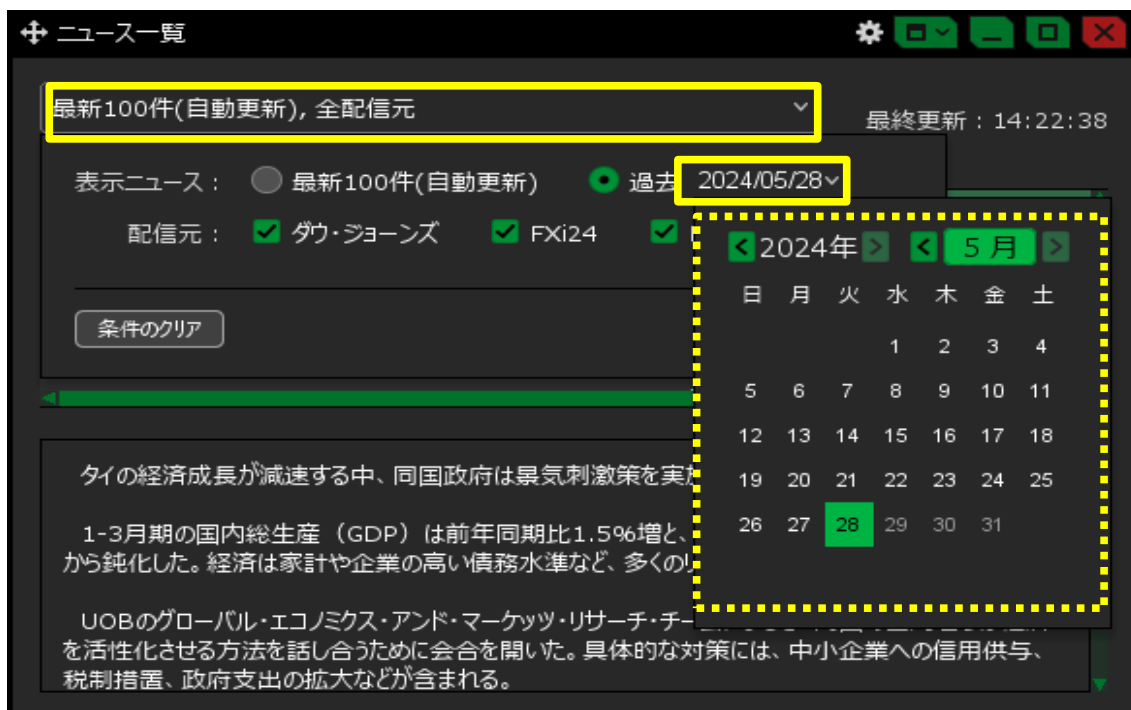 ニュース一覧
最新100件(自動更新), 全配信元
最終更新 : 14:22:38
表示ニュース : 最新100件(自動更新) 過去 2024/05/28
配信元 : ダウ・ジョーンズ FXi24
2024年 5月
日 月 火 水 木 金 土
1 2 3 4
5 6 7 8 9 10 11
12 13 14 15 16 17 18
19 20 21 22 23 24 25
26 27 28 29 30 31
条件のクリア
タイの経済成長が減速する中、同国政府は景気刺激策を実
1-3月期の国内総生産（GDP）は前年同期比1.5%増と、
から鈍化した。経済は家計や企業の高い債務水準など、多くの
UOBのグローバル・エコノミクス・アンド・マーケッツ・リサーチ・チー
を活性化させる方法を話し合うために会合を開いた。具体的な対策には、中小企業への信用供与、
税制措置、政府支出の拡大などが含まれる。